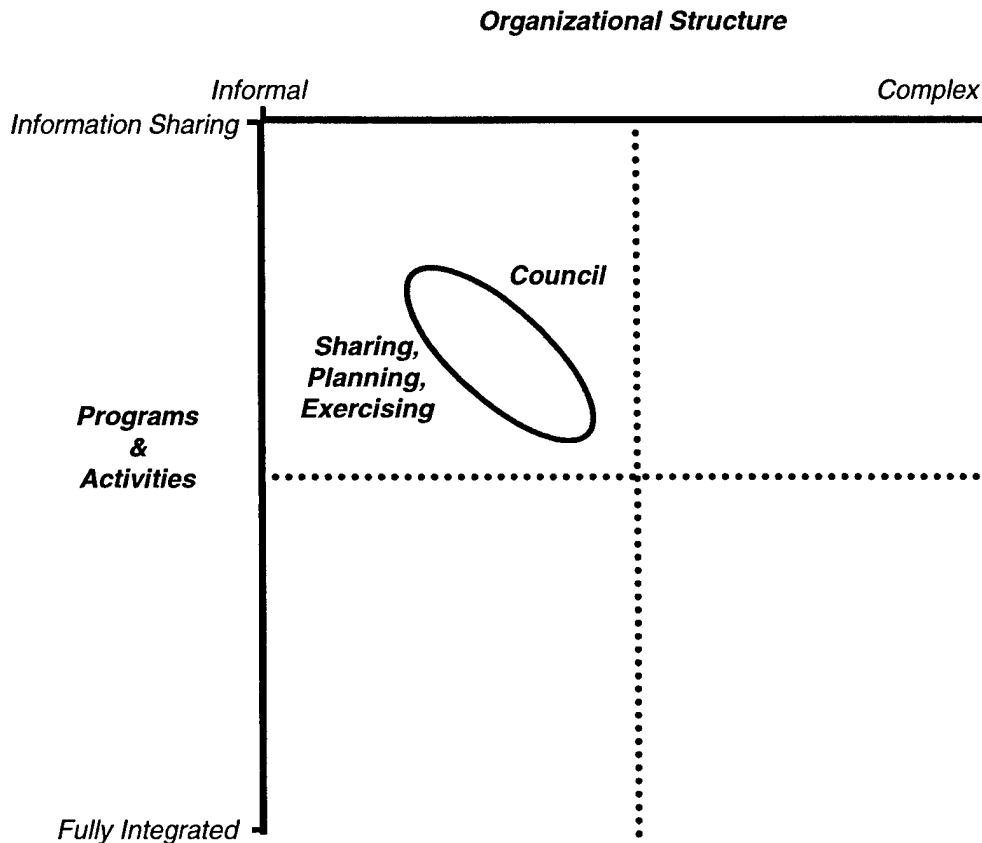 Organizational Structure
Informal
Complex
Information Sharing
Council
Sharing,
Planning,
Exercising
Programs
&
Activities
Fully Integrated